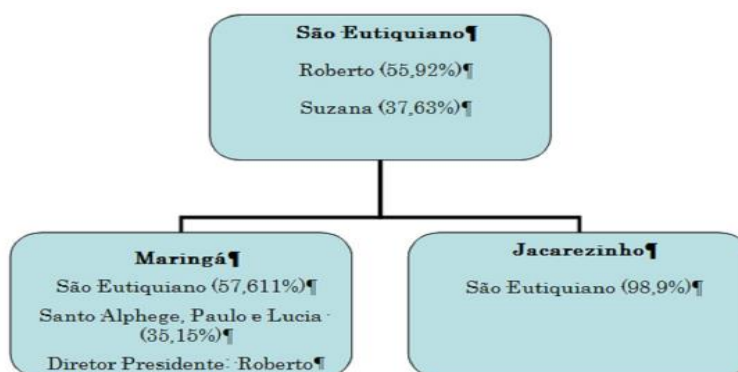 São Eutiquiano¶
Roberto (55,92%)¶
Suzana (37,63%)¶
Maringá¶
São Eutiquiano (57,611%)¶
Santo Alphege, Paulo e Lucia
(35,15%)¶
Diretor Presidente: Roberto¶
Jacarezinho¶
São Eutiquiano (98,9%)¶